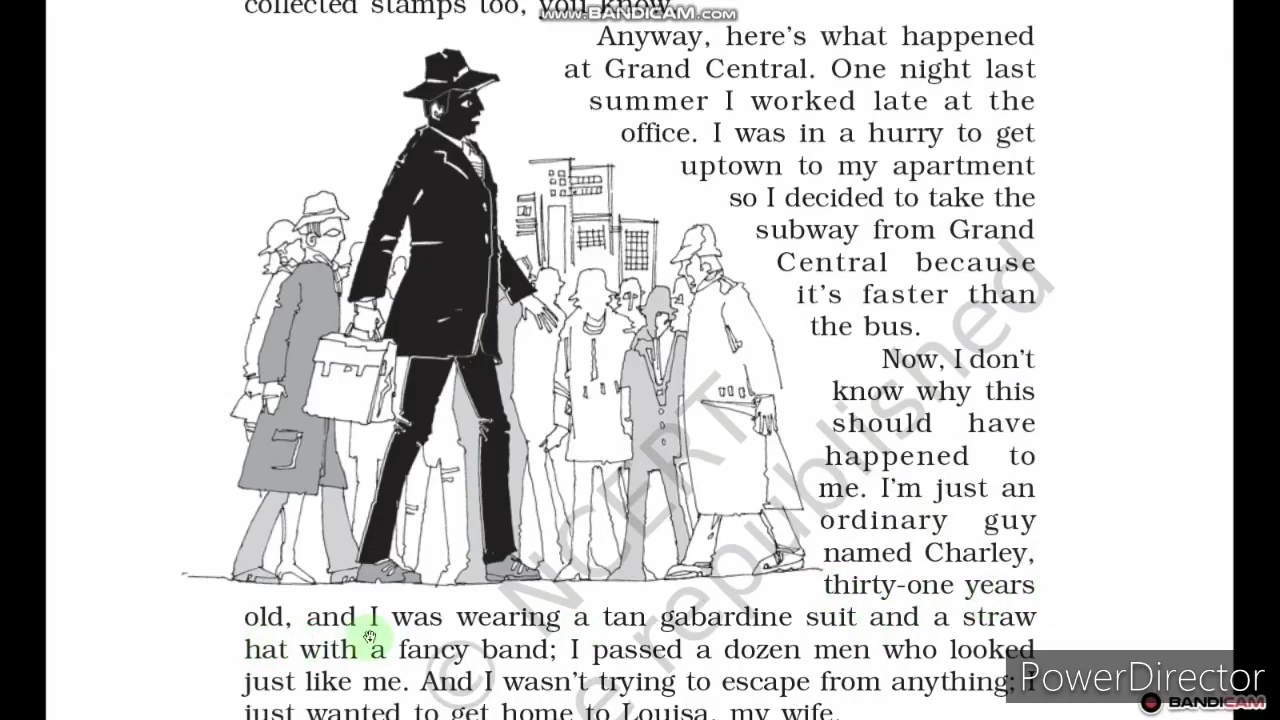 collected stamps too, you know.
www.BANDICAM.com
Anyway, here's what happened
at Grand Central. One night last
summer I worked late at the
office. I was in a hurry to get
uptown to my apartment
so I decided to take the
subway from Grand
Central because
it's faster than
the bus.
Now, I don't
know why this
should have
happened to
me. I'm just an
ordinary guy
named Charley,
thirty-one years
old, and I was wearing a tan gabardine suit and a straw
hat with a fancy band; I passed a dozen men who looked
just like me. And I wasn't trying to escape from anything; I
just wanted to get home to Louisa, my wife.
© NCERT
e republished
PowerDirector
BANDICAM